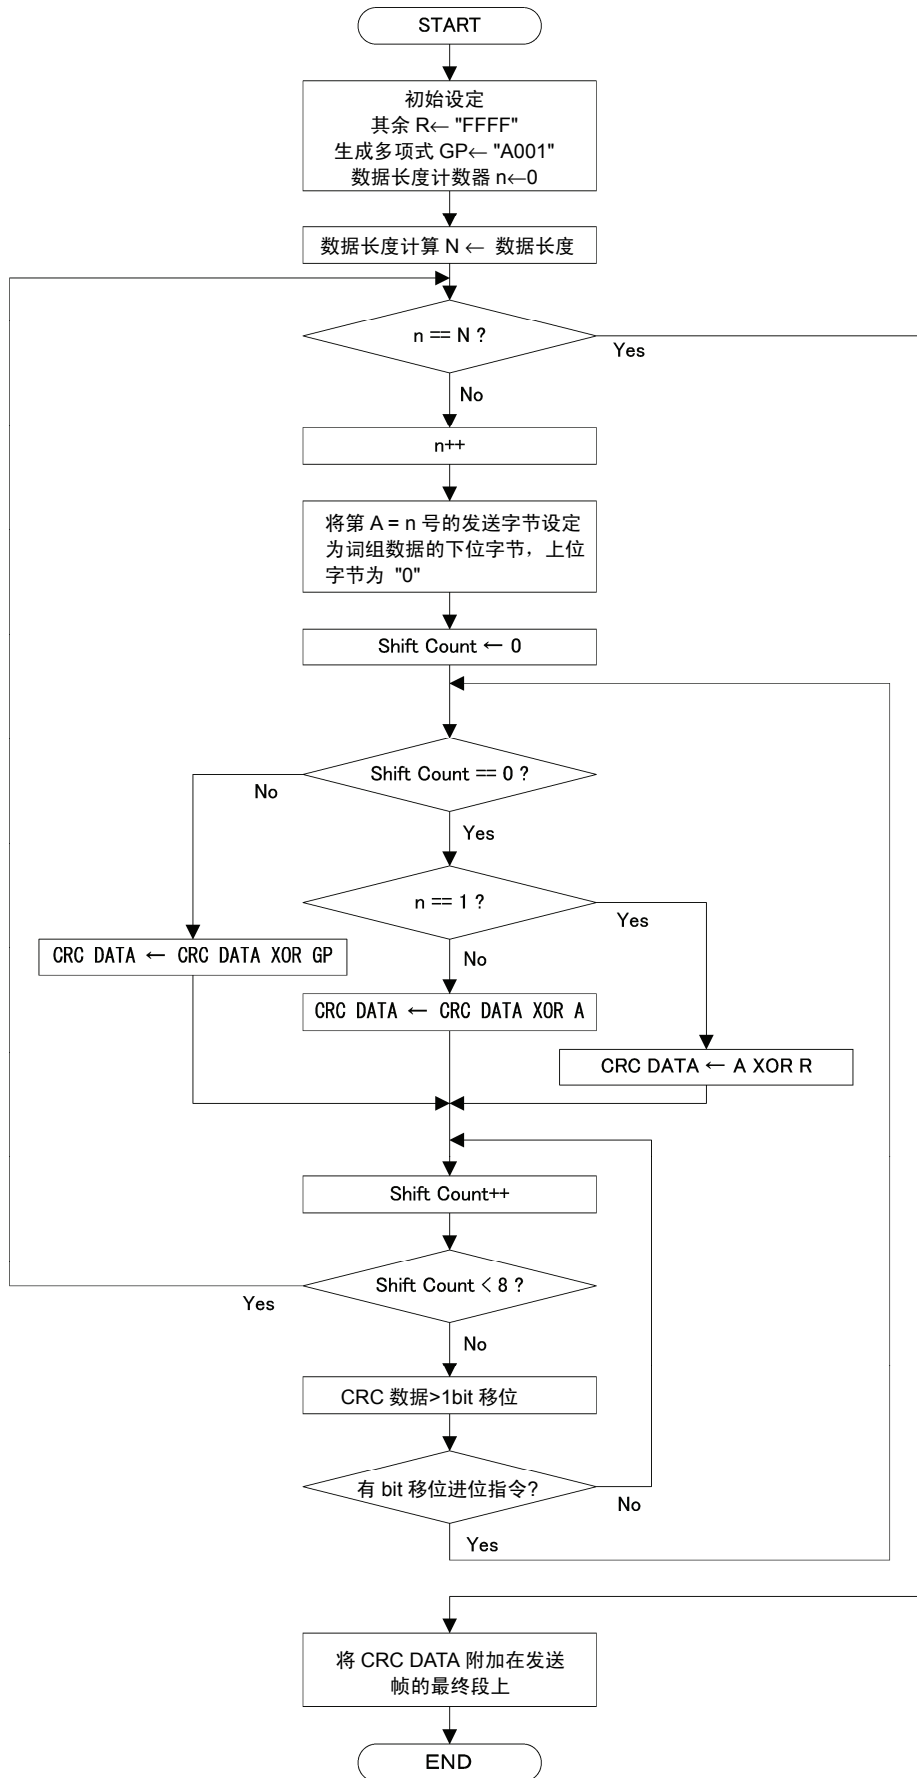 START
初始设定
其余 R← "FFFF"
生成多项式 GP← "A001"
数据长度计数器 n←0
数据长度计算 N ← 数据长度
n == N ?
Yes
No
n++
将第 A = n 号的发送字节设定
为词组数据的下位字节，上位
字节为 "0"
Shift Count ← 0
Shift Count == 0 ?
No
Yes
n == 1 ?
Yes
No
CRC DATA ← CRC DATA XOR GP
CRC DATA ← CRC DATA XOR A
CRC DATA ← A XOR R
Shift Count++
Shift Count < 8 ?
Yes
No
CRC 数据>1bit 移位
有 bit 移位进位指令?
No
Yes
将 CRC DATA 附加在发送
帧的最终段上
END